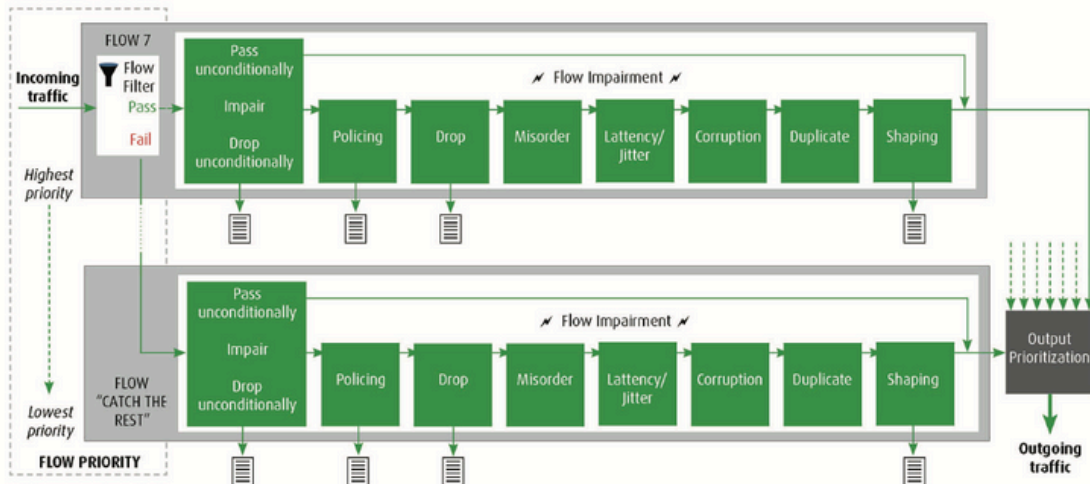 FLOW 7
Flow
Filter
Pass
Fail
Incoming
traffic
Highest
priority
Lowest
priority
FLOW PRIORITY
Pass
unconditionally
Impair
Drop
unconditionally
Flow Impairment
Policing
Drop
Misorder
Lattency/
Jitter
Corruption
Duplicate
Shaping
FLOW
"CATCH THE
REST"
Pass
unconditionally
Impair
Drop
unconditionally
Flow Impairment
Policing
Drop
Misorder
Lattency/
Jitter
Corruption
Duplicate
Shaping
Output
Prioritization
Outgoing
traffic